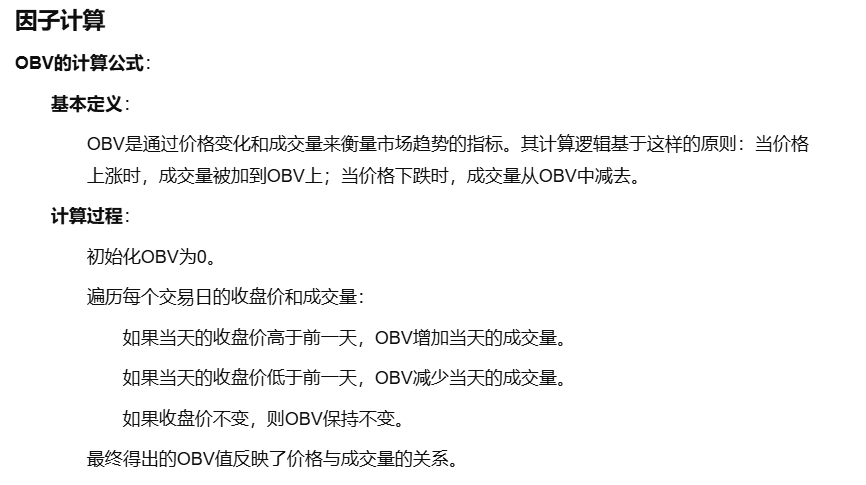 因子计算
OBV的计算公式：
基本定义：
OBV是通过价格变化和成交量来衡量市场趋势的指标。其计算逻辑基于这样的原则：当价格
上涨时，成交量被加到OBV上；当价格下跌时，成交量从OBV中减去。
计算过程：
初始化OBV为0。
遍历每个交易日的收盘价和成交量：
如果当天的收盘价高于前一天，OBV增加当天的成交量。
如果当天的收盘价低于前一天，OBV减少当天的成交量。
如果收盘价不变，则OBV保持不变。
最终得出的OBV值反映了价格与成交量的关系。